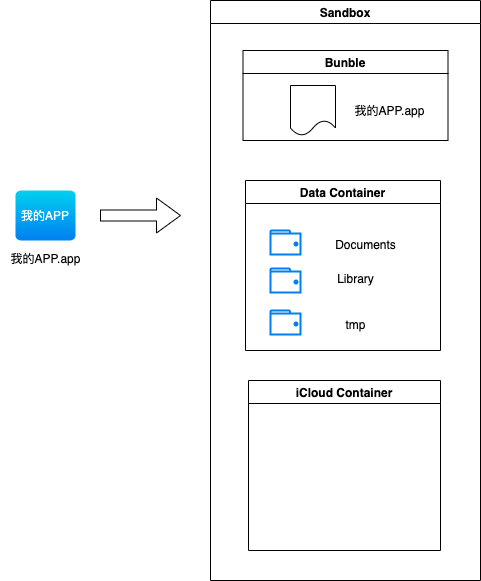 Sandbox
Bunble
我的APP.app
我的APP
我的APP.app
Data Container
Documents
Library
tmp
iCloud Container